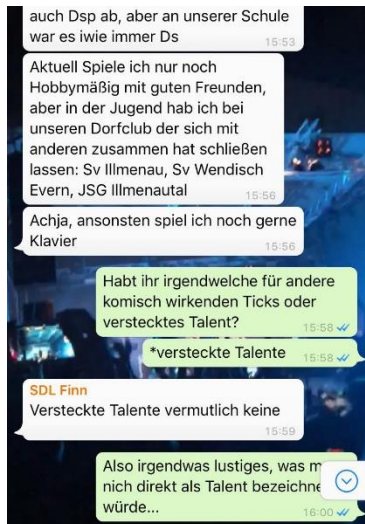 auch Dsp ab, aber an unserer Schule
war es iwie immer Ds
15:53
Aktuell Spiele ich nur noch
Hobbymäßig mit guten Freunden,
aber in der Jugend hab ich bei
unseren Dorfclub der sich mit
anderen zusammen hat schließen
lassen: Sv Illmenau, Sv Wendisch
Evern, JSG Illmenautal
15:56
Achja, ansonsten spiel ich noch gerne
Klavier
15:56
Habt ihr irgendwelche für andere
komisch wirkenden Ticks oder
verstecktes Talent?
15:58
*versteckte Talente
15:58
SDL Finn
Versteckte Talente vermutlich keine
15:59
Also irgendwas lustiges, was
nich direkt als Talent
würde...
16:00